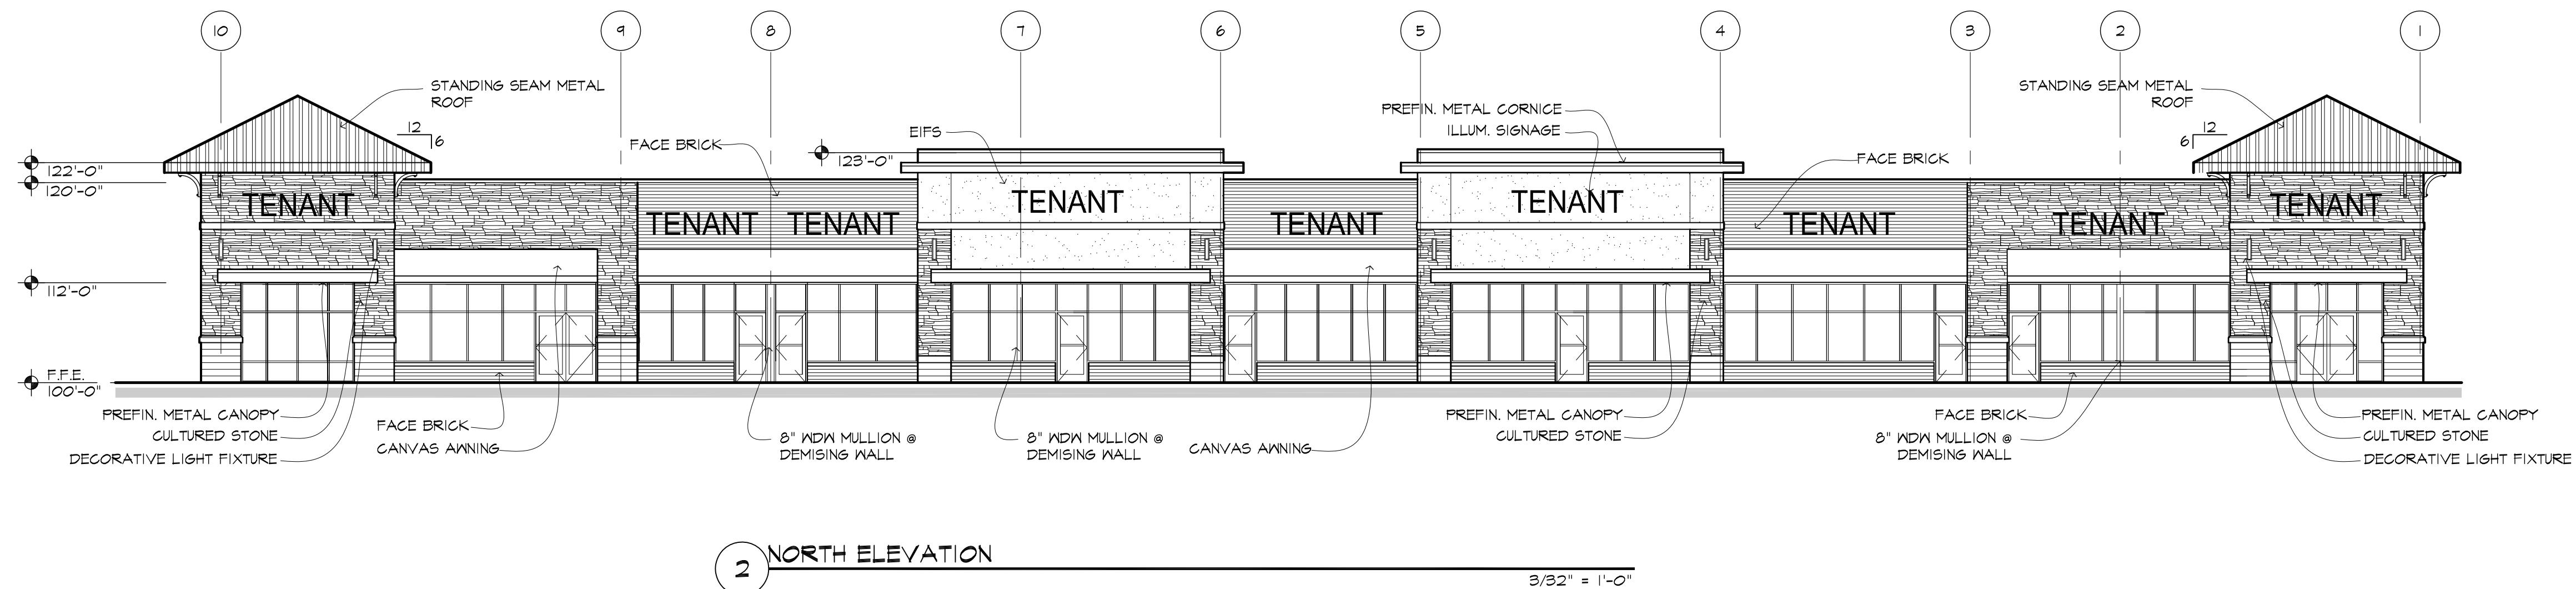 10 9 8 7 6 5 4 3 2 1
STANDING SEAM METAL
ROOF
STANDING SEAM METAL
ROOF
PREFIN. METAL CORNICE
ILLUM. SIGNAGE
12
6
EIFS
12
6
FACE BRICK
123'-0"
FACE BRICK
122'-0"
120'-0"
TENANT
TENANT
TENANT
TENANT
TENANT
TENANT
TENANT
TENANT
TENANT
112'-0"
F.F.E.
100'-0"
PREFIN. METAL CANOPY
CULTURED STONE
DECORATIVE LIGHT FIXTURE
FACE BRICK
CANVAS AWNING
8" WDW MULLION @
DEMISING WALL
8" WDW MULLION @
DEMISING WALL
CANVAS AWNING
PREFIN. METAL CANOPY
CULTURED STONE
FACE BRICK
8" WDW MULLION @
DEMISING WALL
PREFIN. METAL CANOPY
CULTURED STONE
DECORATIVE LIGHT FIXTURE
2 NORTH ELEVATION
3/32" = 1'-0"